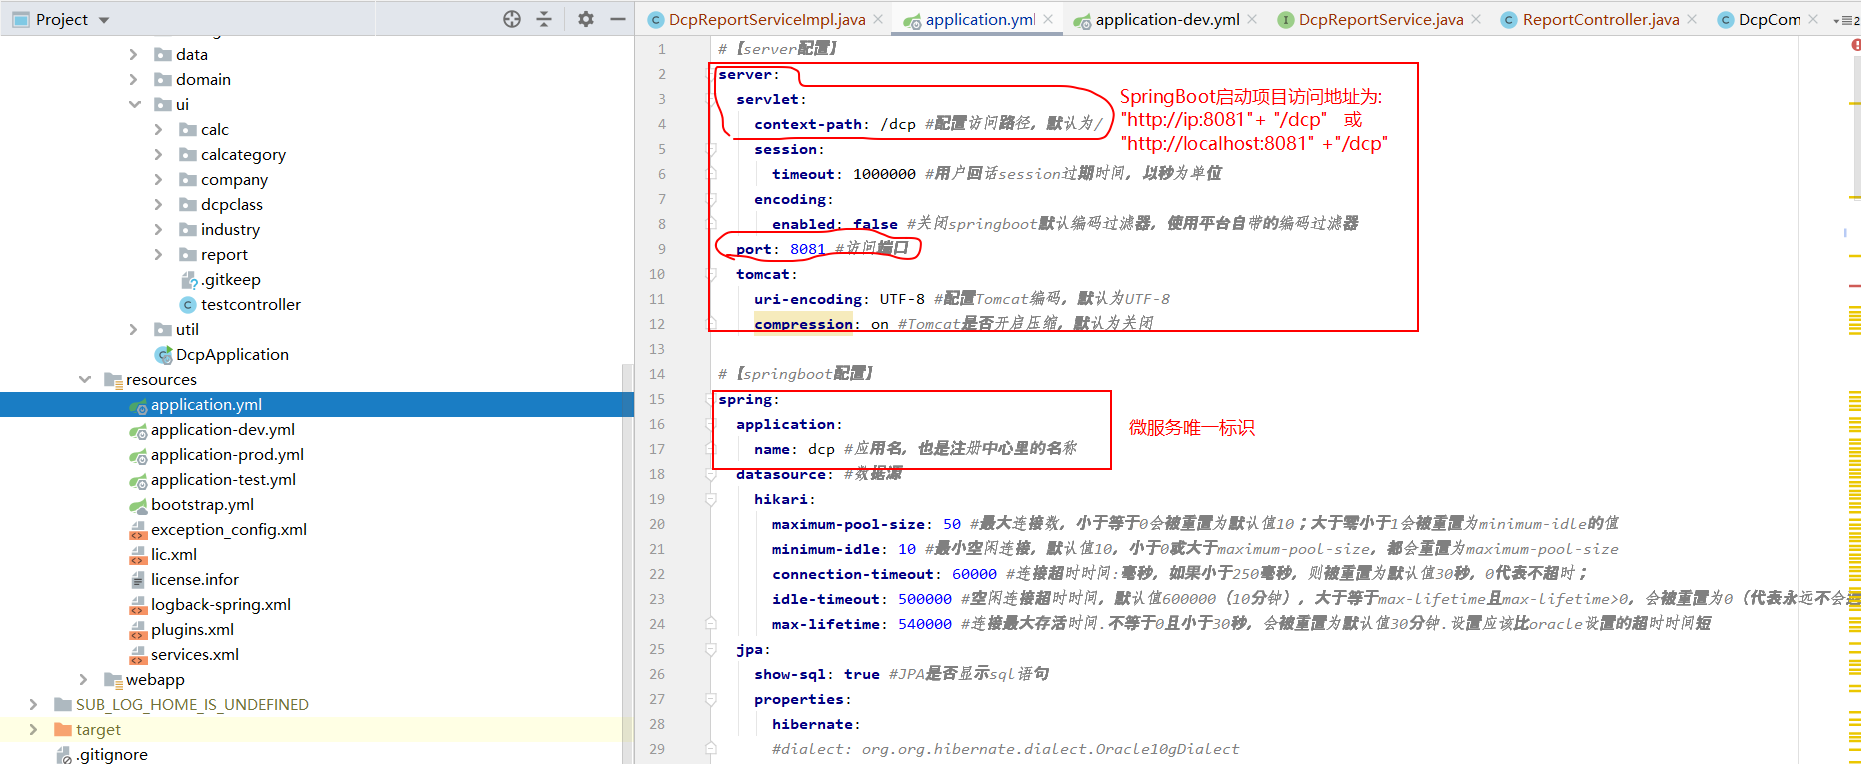 Project
data
domain
ui
calc
calcategory
company
dcpclass
industry
report
.gitkeep
testcontroller
util
DcpApplication
resources
application.yml
application-dev.yml
application-prod.yml
application-test.yml
bootstrap.yml
exception_config.xml
lic.xml
license.infor
logback-spring.xml
plugins.xml
services.xml
webapp
SUB_LOG_HOME_IS_UNDEFINED
target
.gitignore
DcpReportServiceImpl.java
application.yml
application-dev.yml
DcpReportService.java
ReportController.java
DcpCom
1 #【server配置】
2 server:
3 servlet:
4 context-path: /dcp #配置访问路径，默认为/
5 session:
6 timeout: 1000000 #用户回话session过期时间，以秒为单位
7 encoding:
8 enabled: false #关闭springboot默认编码过滤器，使用平台自带的编码过滤器
9 port: 8081 #访问端口
10 tomcat:
11 uri-encoding: UTF-8 #配置Tomcat编码，默认为UTF-8
12 compression: on #Tomcat是否开启压缩，默认为关闭
13
14 #【springboot配置】
15 spring:
16 application:
17 name: dcp #应用名，也是注册中心里的名称
18 datasource: #数据源
19 hikari:
20 maximum-pool-size: 50 #最大连接数，小于等于0会被重置为默认值10；大于零小于1会被重置为minimum-idle的值
21 minimum-idle: 10 #最小空闲连接，默认值10，小于0或大于maximum-pool-size，都会重置为maximum-pool-size
22 connection-timeout: 60000 #连接超时时间:毫秒，如果小于250毫秒，则被重置为默认值30秒，0代表不超时；
23 idle-timeout: 500000 #空闲连接超时时间，默认值600000（10分钟），大于等于max-lifetime且max-lifetime>0，会被重置为0（代表永远不会
24 max-lifetime: 540000 #连接最大存活时间.不等于0且小于30秒，会被重置为默认值30分钟.设置应该比oracle设置的超时时间短
25 jpa:
26 show-sql: true #JPA是否显示sql语句
27 properties:
28 hibernate:
29 #dialect: org.org.hibernate.dialect.Oracle10gDialect
SpringBoot启动项目访问地址为:
"http://ip:8081"+ "/dcp" 或
"http://localhost:8081" +"/dcp"
微服务唯一标识